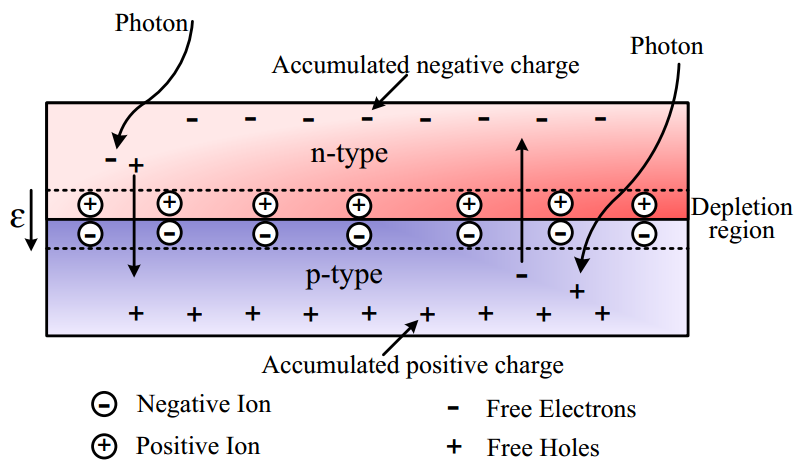 Photon
Photon
Accumulated negative charge
n-type
ε
Depletion
region
p-type
Accumulated positive charge
Negative Ion
Free Electrons
Positive Ion
Free Holes